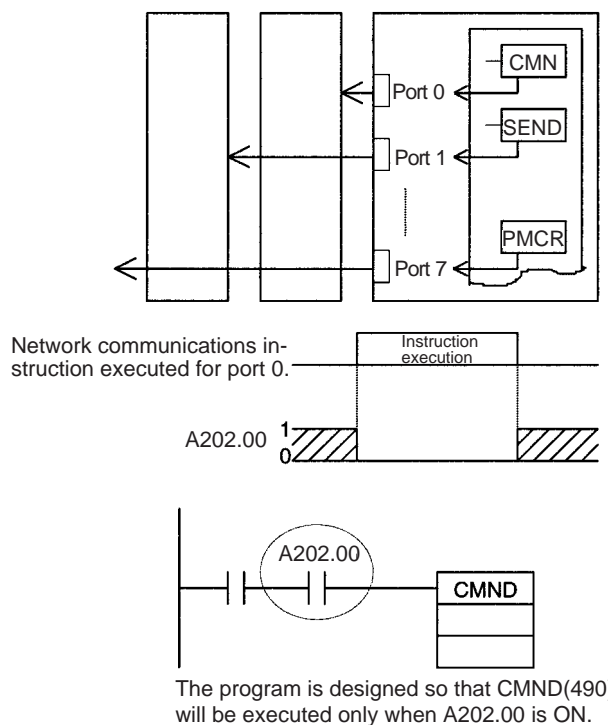 CMN
Port 0
SEND
Port 1
PMCR
Port 7
Network communications in-
struction executed for port 0.
Instruction
execution
A202.00
1
0
A202.00
CMND
The program is designed so that CMND(490
will be executed only when A202.00 is ON.